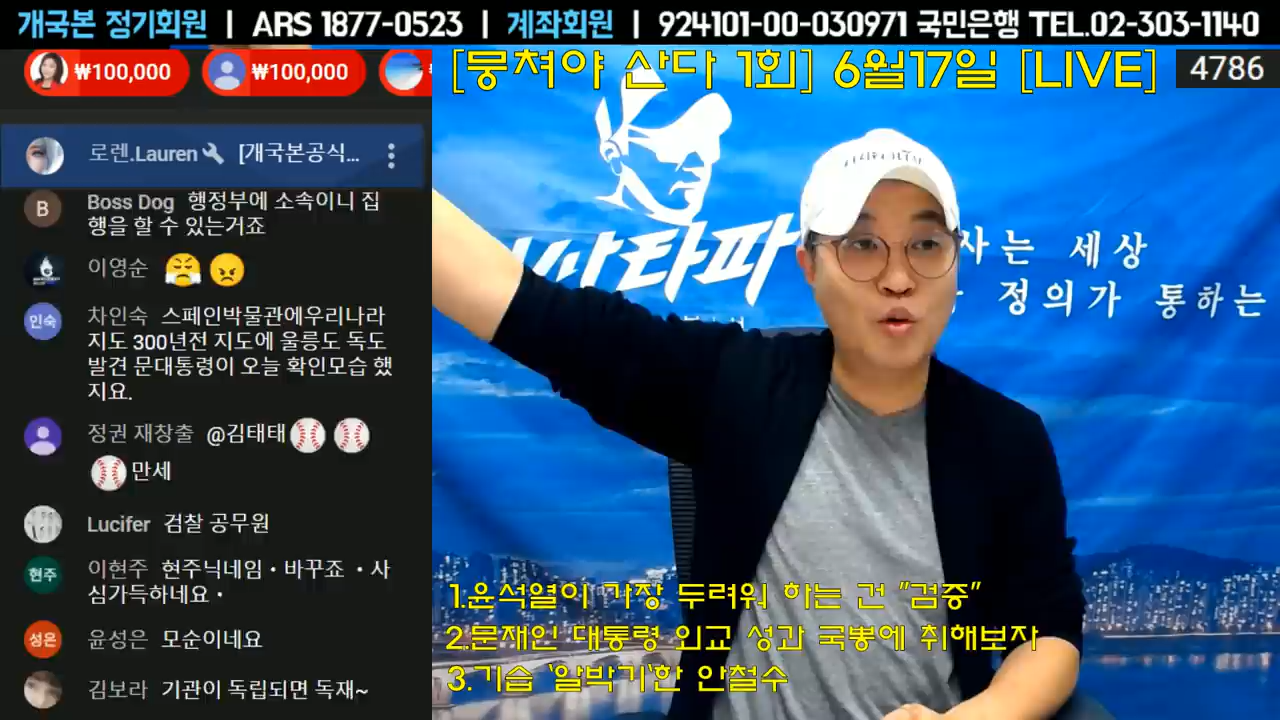 개국본 정기회원 | ARS 1877-0523 | 계좌회원 | 924101-00-030971 국민은행 TEL.02-303-1140
₩100,000 ₩100,000
[뭉쳐야 산다 1회] 6월17일 [LIVE]
4786
로렌.Lauren [개국본공식...
B Boss Dog 행정부에 소속이니 집
행을 할 수 있는거죠
이영순
인숙 차인숙 스페인박물관에우리나라
지도 300년전 지도에 울릉도 독도
발견 문대통령이 오늘 확인모습 했
지요.
정권 재창출 @김태태
만세
Lucifer 검찰 공무원
현주 이현주 현주닉네임·바꾸죠 ·사
심가득하네요·
성은 윤성은 모순이네요
김보라 기관이 독립되면 독재~
싸타파
사는 세상
정의가 통하는
1.윤석열이 가장 두려워 하는 건 "검증"
2.문재인 대통령 외교 성과 국뽕에 취해보자
3.기습 '알박기'한 안철수